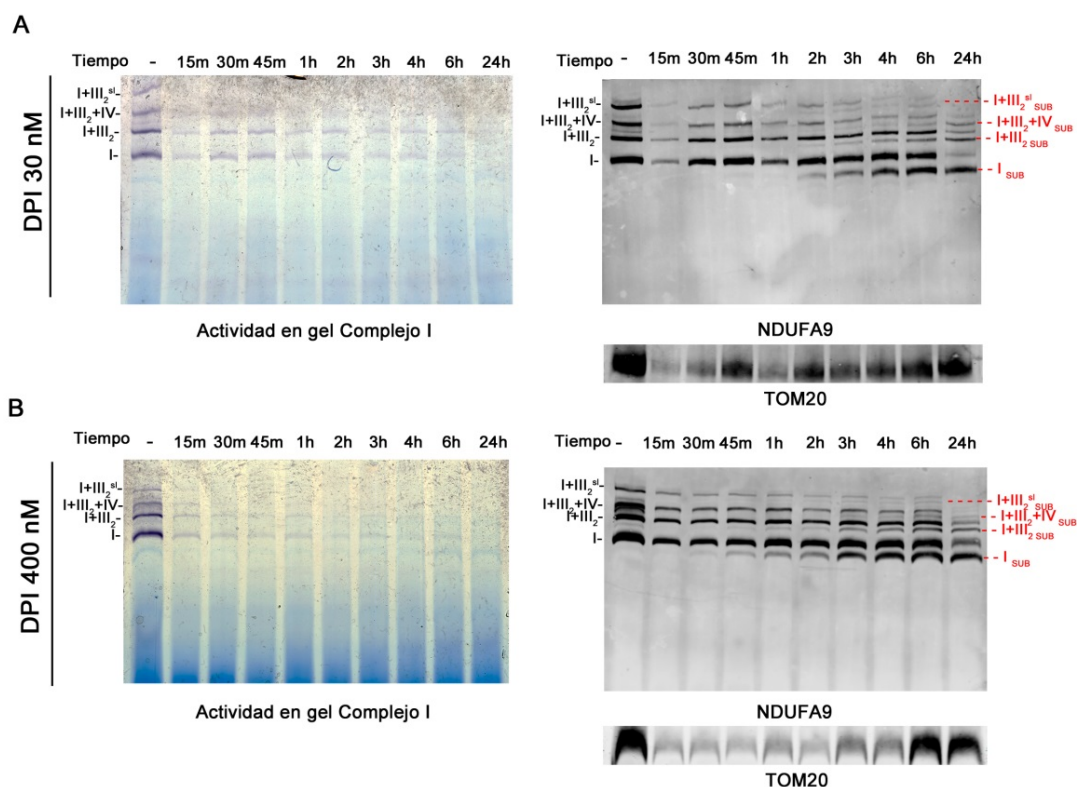 A
Tiempo - 15m 30m 45m 1h 2h 3h 4h 6h 24h
I+III₂ˢˡ-
I+III₂+IV-
I+III₂-
I-
DPI 30 nM
Actividad en gel Complejo I
Tiempo - 15m 30m 45m 1h 2h 3h 4h 6h 24h
I+III₂ˢˡ-
I+III₂+IV-
I+III₂-
I-
I+III₂ˢˡ SUB
I+III₂+IV SUB
I+III₂ SUB
I SUB
NDUFA9
TOM20
B
Tiempo - 15m 30m 45m 1h 2h 3h 4h 6h 24h
I+III₂ˢˡ-
I+III₂+IV-
I+III₂-
I-
DPI 400 nM
Actividad en gel Complejo I
Tiempo - 15m 30m 45m 1h 2h 3h 4h 6h 24h
I+III₂ˢˡ-
I+III₂+IV-
I+III₂-
I-
I+III₂ˢˡ SUB
I+III₂+IV SUB
I+III₂ SUB
I SUB
NDUFA9
TOM20